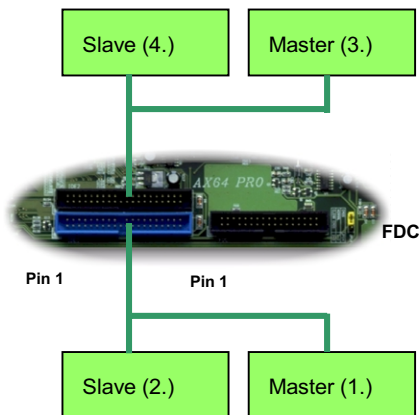 Slave (4.)
Master (3.)
AX64 PRO
FDC
Pin 1
Pin 1
Slave (2.)
Master (1.)